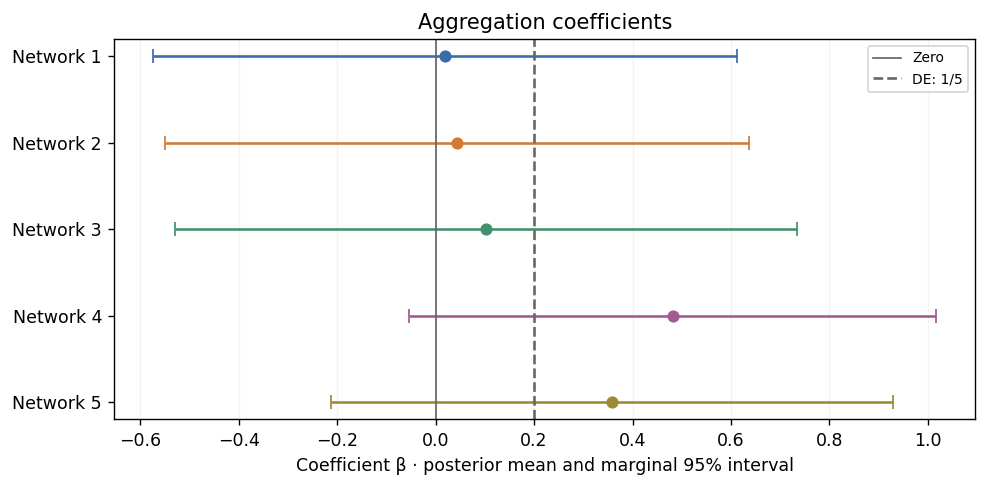 Aggregation coefficients
Network 1
Network 2
Network 3
Network 4
Network 5
Zero
DE: 1/5
−0.6 −0.4 −0.2 0.0 0.2 0.4 0.6 0.8 1.0
Coefficient β · posterior mean and marginal 95% interval